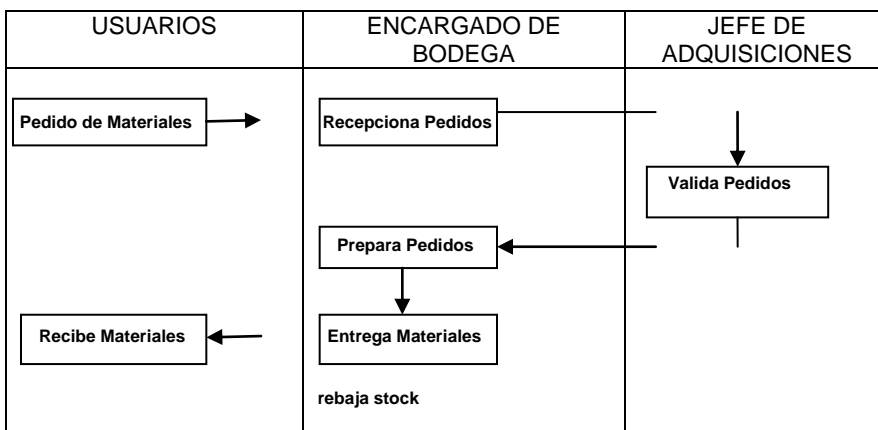 USUARIOS
ENCARGADO DE
BODEGA
JEFE DE
ADQUISICIONES
Pedido de Materiales
Recepciona Pedidos
Valida Pedidos
Prepara Pedidos
Recibe Materiales
Entrega Materiales
rebaja stock